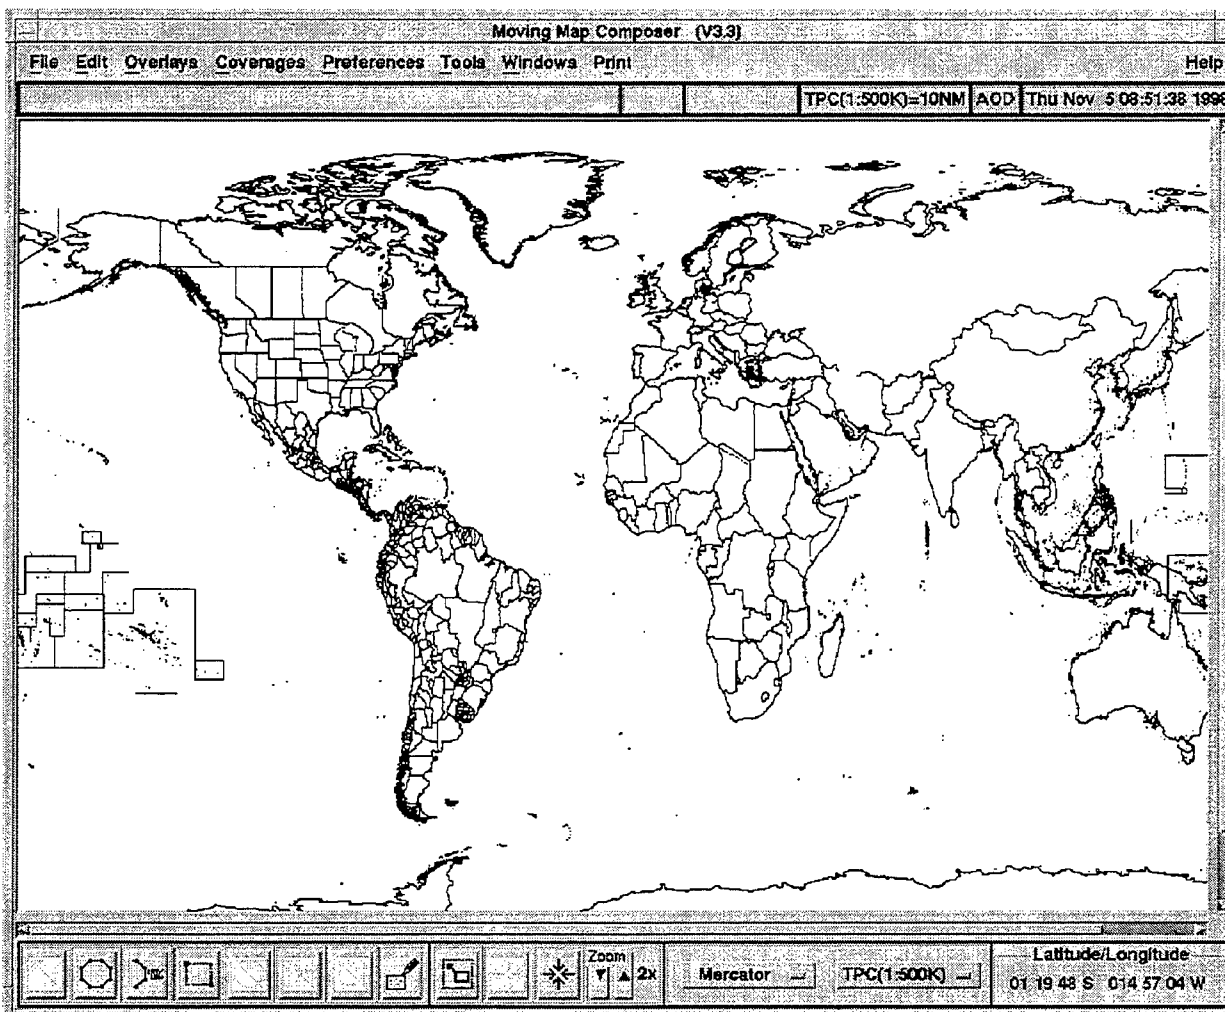 Moving Map Composer (V3.3)
File Edit Overlays Coverages Preferences Tools Windows Print Help
TPC(1:500K)=10NM AOD Thu Nov 5 08:51:38 199
Zoom
2x
Mercator
TPC(1:500K)
Latitude/Longitude
01 19 48 S 014 57 04 W